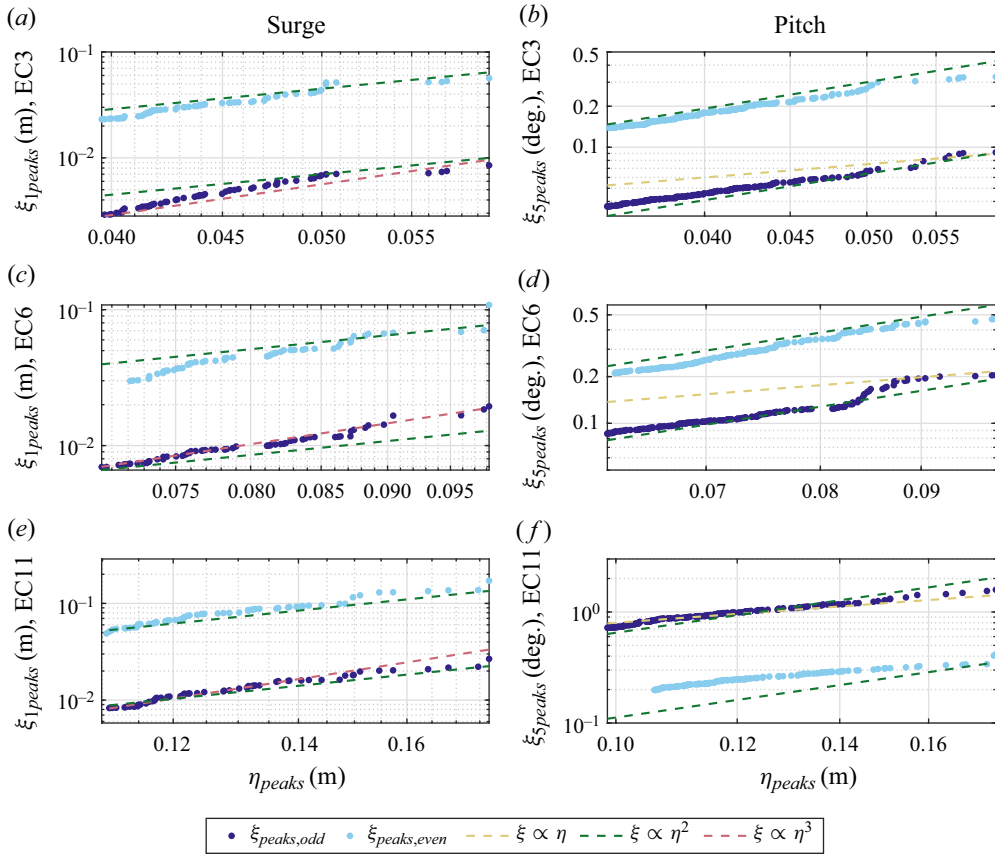 (a) Surge (b) Pitch
ξ1peaks (m), EC3
10⁻¹
10⁻²
0.040 0.045 0.050 0.055
ξ5peaks (deg.), EC3
0.5
0.2
0.1
0.040 0.045 0.050 0.055
(c) (d)
ξ1peaks (m), EC6
10⁻¹
10⁻²
0.075 0.080 0.085 0.090 0.095
ξ5peaks (deg.), EC6
0.5
0.2
0.1
0.07 0.08 0.09
(e) (f)
ξ1peaks (m), EC11
10⁻¹
10⁻²
0.12 0.14 0.16
ηpeaks (m)
ξ5peaks (deg.), EC11
10⁰
10⁻¹
0.10 0.12 0.14 0.16
ηpeaks (m)
ξpeaks,odd ξpeaks,even ξ ∝ η ξ ∝ η² ξ ∝ η³